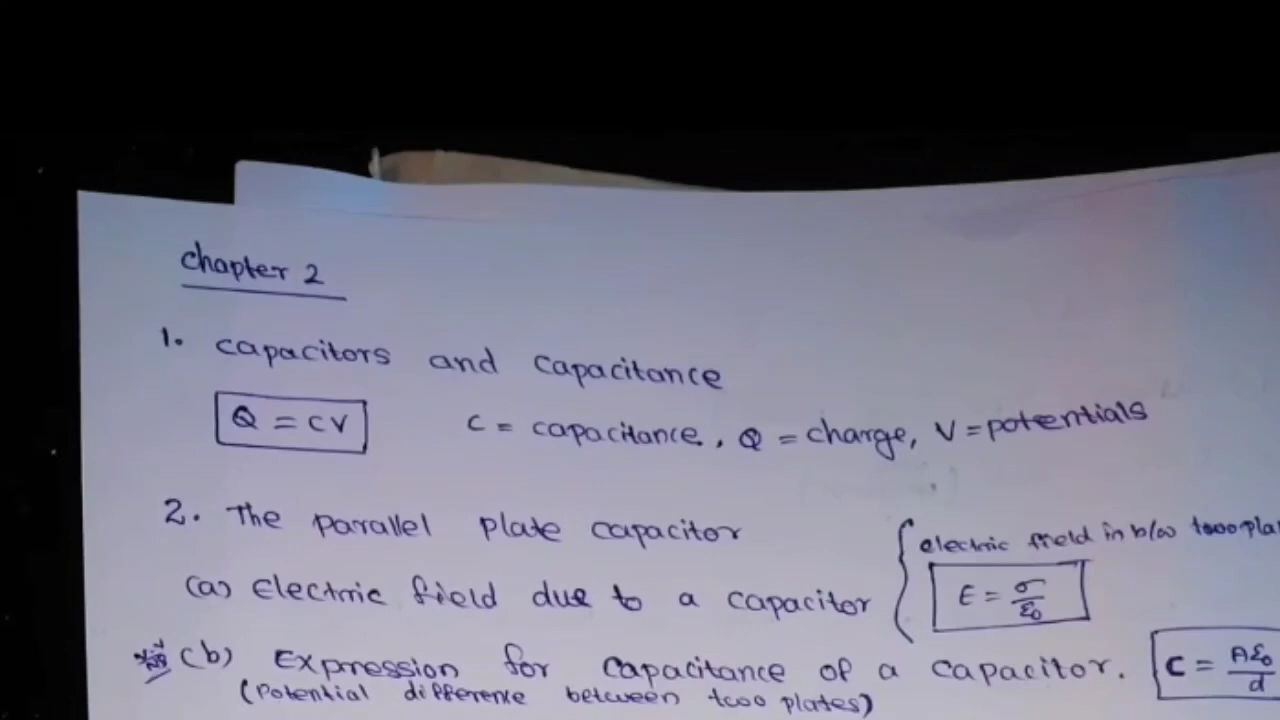 Chapter 2
1. capacitors and capacitance
Q = CV C = capacitance, Q = charge, V = potentials
2. The parallel plate capacitor
electric field in b/w two pla
(a) Electric field due to a capacitor E = σ/ε0
(b) Expression for capacitance of a capacitor. C = Aε0/d
(Potential difference between two plates)